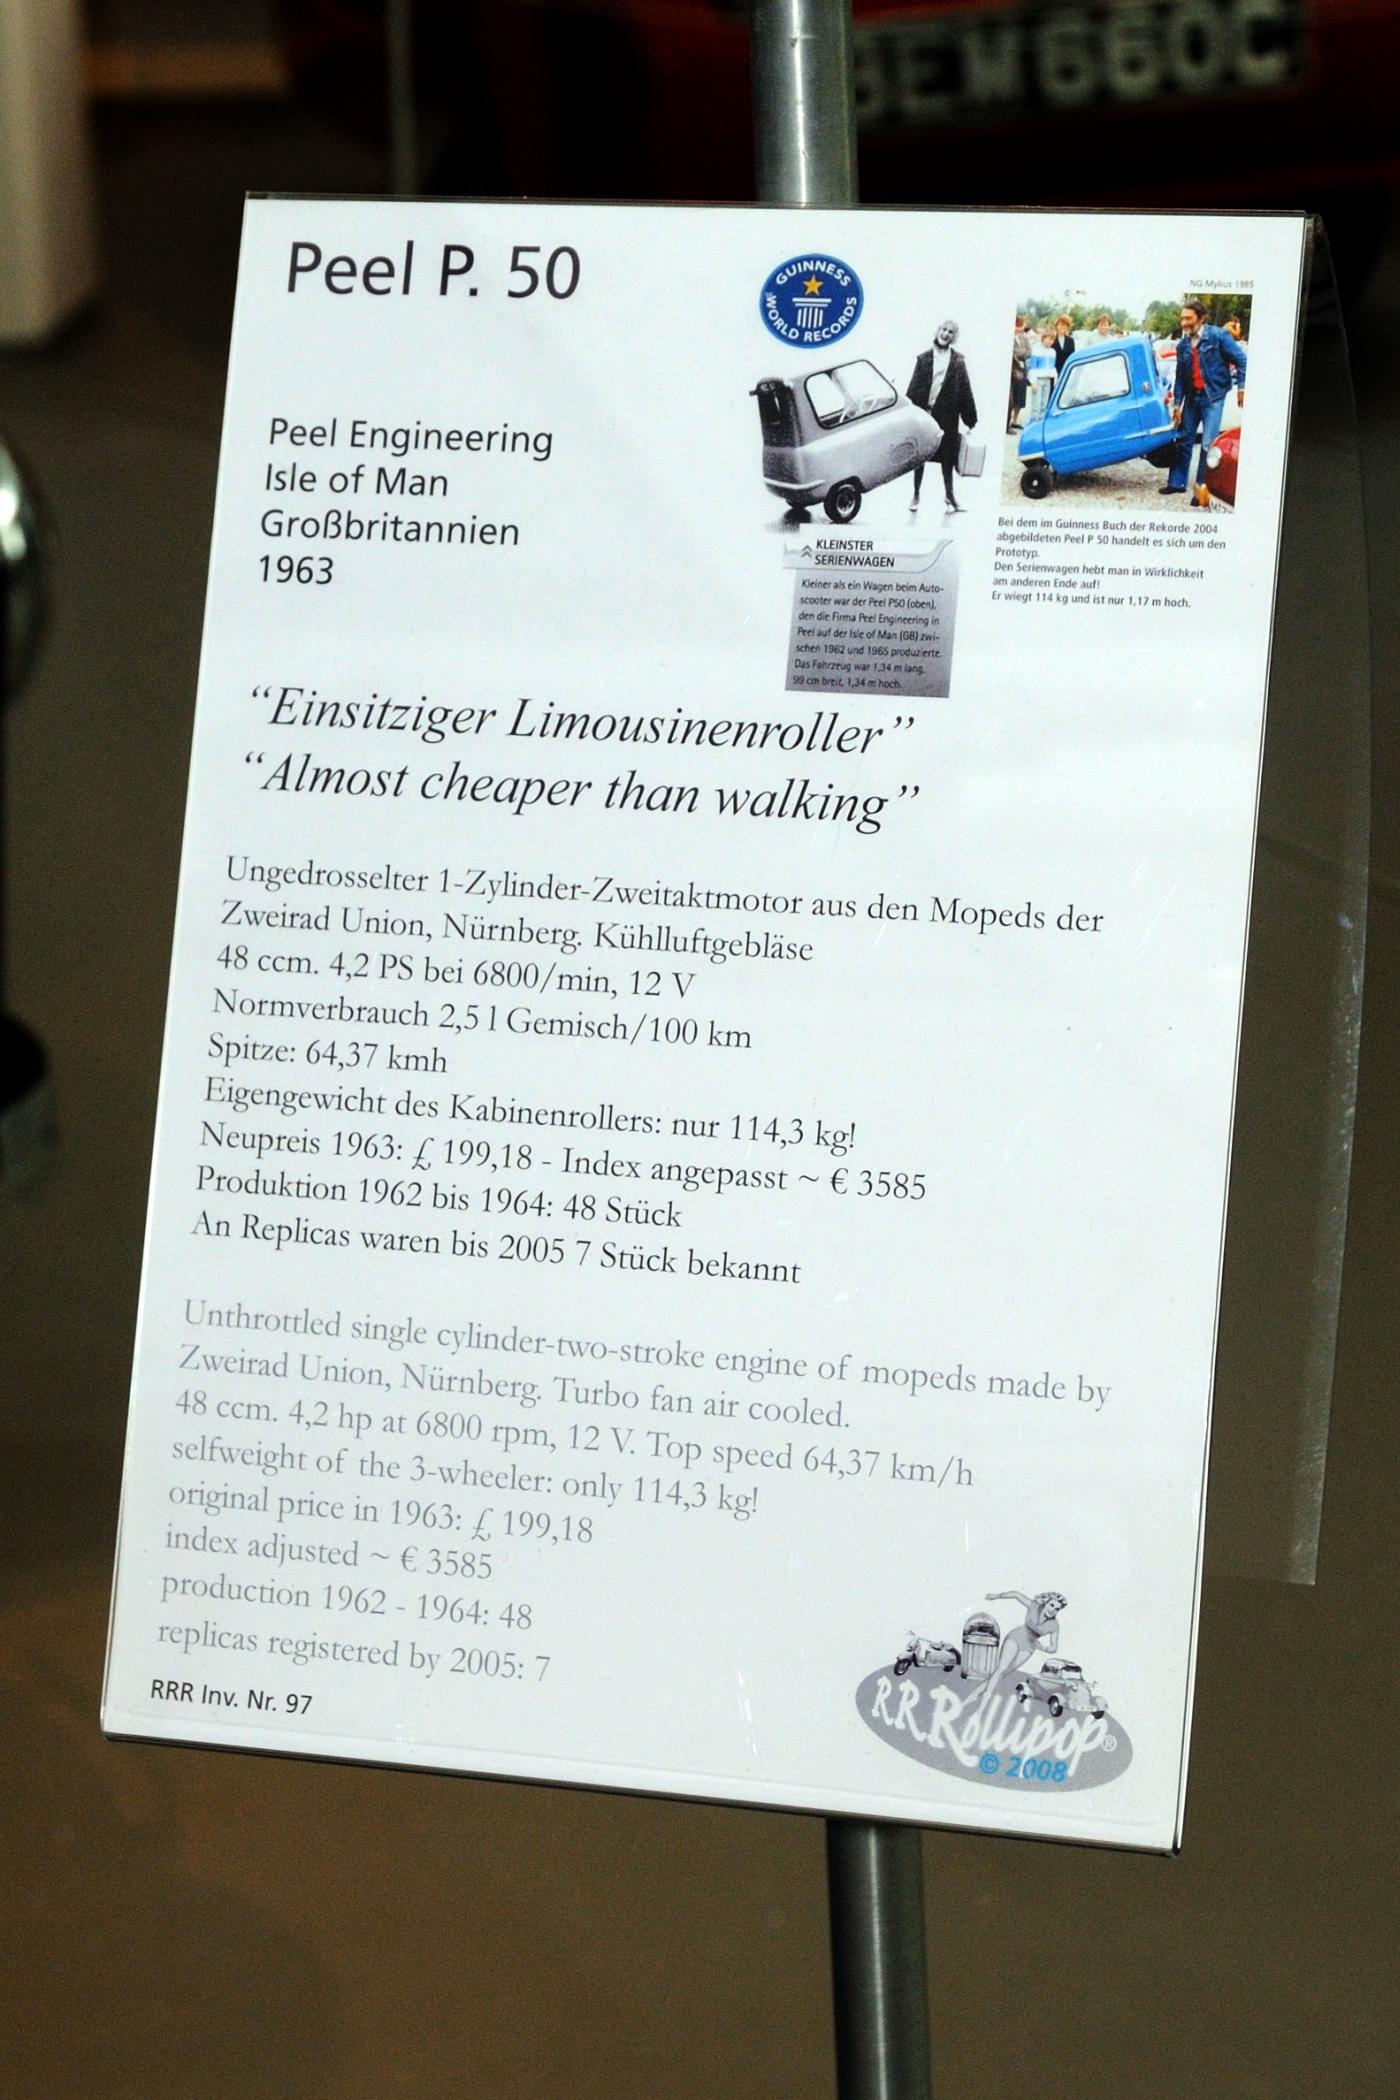 EM660C
Peel P. 50
GUINNESS
WORLD RECORDS
NG Mylius 1985
Peel Engineering
Isle of Man
Großbritannien
1963
KLEINSTER
SERIENWAGEN
Kleiner als ein Wagen beim Auto-
scooter war der Peel P50 (oben),
den die Firma Peel Engineering in
Peel auf der Isle of Man (GB) zwi-
schen 1962 und 1965 produzierte.
Das Fahrzeug war 1,34 m lang,
99 cm breit, 1,34 m hoch.
Bei dem im Guinness Buch der Rekorde 2004
abgebildeten Peel P 50 handelt es sich um den
Prototyp.
Den Serienwagen hebt man in Wirklichkeit
am anderen Ende auf!
Er wiegt 114 kg und ist nur 1,17 m hoch.
“Einsitziger Limousinenroller”
“Almost cheaper than walking”
Ungedrosselter 1-Zylinder-Zweitaktmotor aus den Mopeds der
Zweirad Union, Nürnberg. Kühlluftgebläse
48 ccm. 4,2 PS bei 6800/min, 12 V
Normverbrauch 2,5 l Gemisch/100 km
Spitze: 64,37 kmh
Eigengewicht des Kabinenrollers: nur 114,3 kg!
Neupreis 1963: £ 199,18 - Index angepasst ~ € 3585
Produktion 1962 bis 1964: 48 Stück
An Replicas waren bis 2005 7 Stück bekannt
Unthrottled single cylinder-two-stroke engine of mopeds made by
Zweirad Union, Nürnberg. Turbo fan air cooled.
48 ccm. 4,2 hp at 6800 rpm, 12 V. Top speed 64,37 km/h
selfweight of the 3-wheeler: only 114,3 kg!
original price in 1963: £ 199,18
index adjusted ~ € 3585
production 1962 - 1964: 48
replicas registered by 2005: 7
RRR Inv. Nr. 97
RRRollipop®
© 2008